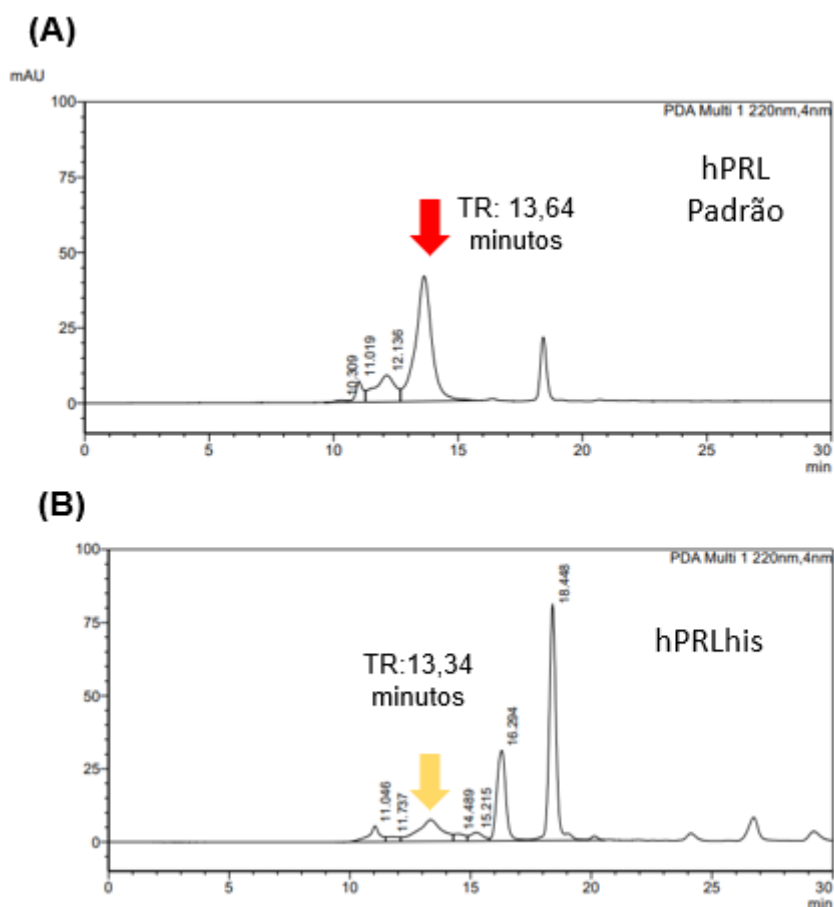 (A)
mAU
100
PDA Multi 1 220nm,4nm
hPRL
Padrão
75
TR: 13,64
minutos
50
25
10.309
11.019
12.136
0
0 5 10 15 20 25 30
min
(B)
100
PDA Multi 1 220nm,4nm
18.448
75
hPRLhis
TR:13,34
minutos
50
16.294
25
11.046
11.737
14.489
15.215
0
0 5 10 15 20 25 30
min